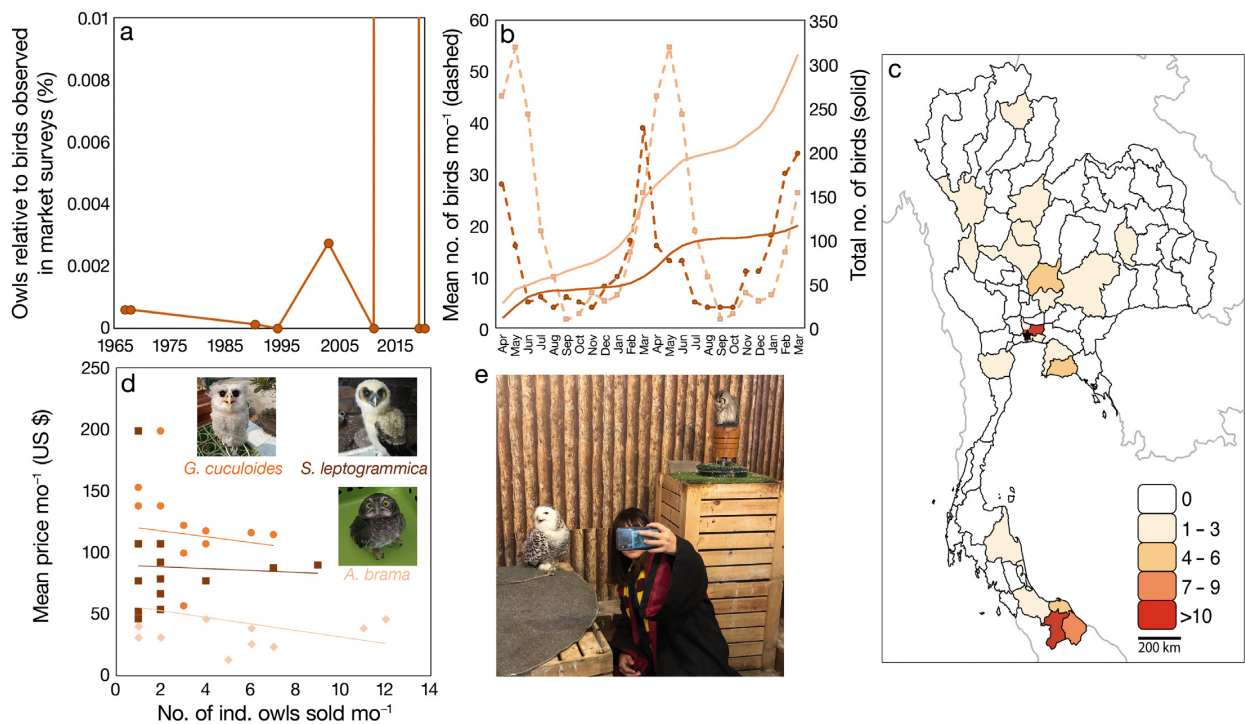 a
Owls relative to birds observed
in market surveys (%)
0.01
0.008
0.006
0.004
0.002
0
1965
1975
1985
1995
2005
2015
b
Mean no. of birds mo⁻¹ (dashed)
60
50
40
30
20
10
0
Total no. of birds (solid)
350
300
250
200
150
100
50
0
Apr
May
Jun
Jul
Aug
Sep
Oct
Nov
Dec
Jan
Feb
Mar
Apr
May
Jun
Jul
Aug
Sep
Oct
Nov
Dec
Jan
Feb
Mar
c
0
1 – 3
4 – 6
7 – 9
>10
200 km
d
Mean price mo⁻¹ (US $)
250
200
150
100
50
0
G. cuculoides
S. leptogrammica
A. brama
0
2
4
6
8
10
12
14
No. of ind. owls sold mo⁻¹
e